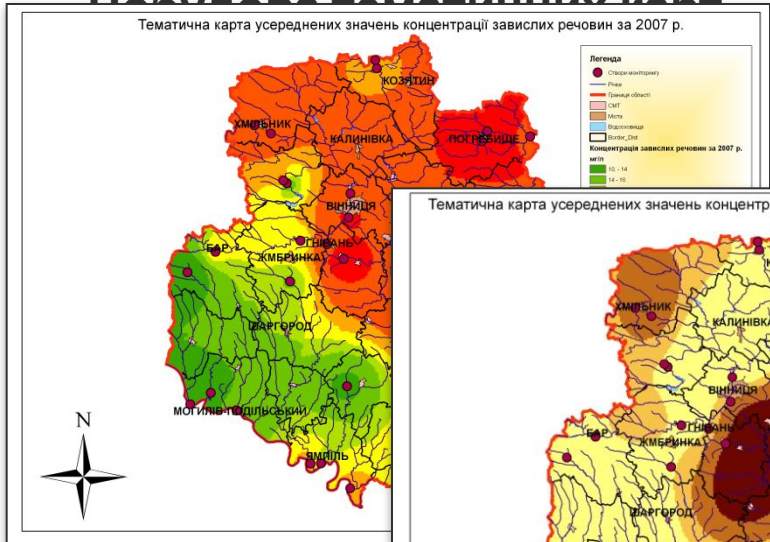 Тематична карта усереднених значень концентрації завислих речовин за 2007 р.
Легенда
Створи моніторингу
Річки
Границя області
СМТ
Міста
Водосховища
Border_Dist
Концентрація завислих речовин за 2007 р.
мг/л
10, - 14
14 - 16
КОЗЯТИН
ХМІЛЬНИК
КАЛИНІВКА
ПОГРЕБИЩЕ
ВІННИЦЯ
БАР
ГНІВАНЬ
ЖМЕРИНКА
ШАРГОРОД
МОГИЛІВ-ПОДІЛЬСЬКИЙ
ЯМПІЛЬ
N
Тематична карта усереднених значень концентр
ХМІЛЬНИК
КАЛИНІВКА
ВІННИЦЯ
БАР
ГНІВАНЬ
ЖМЕРИНКА
ШАРГОРОД